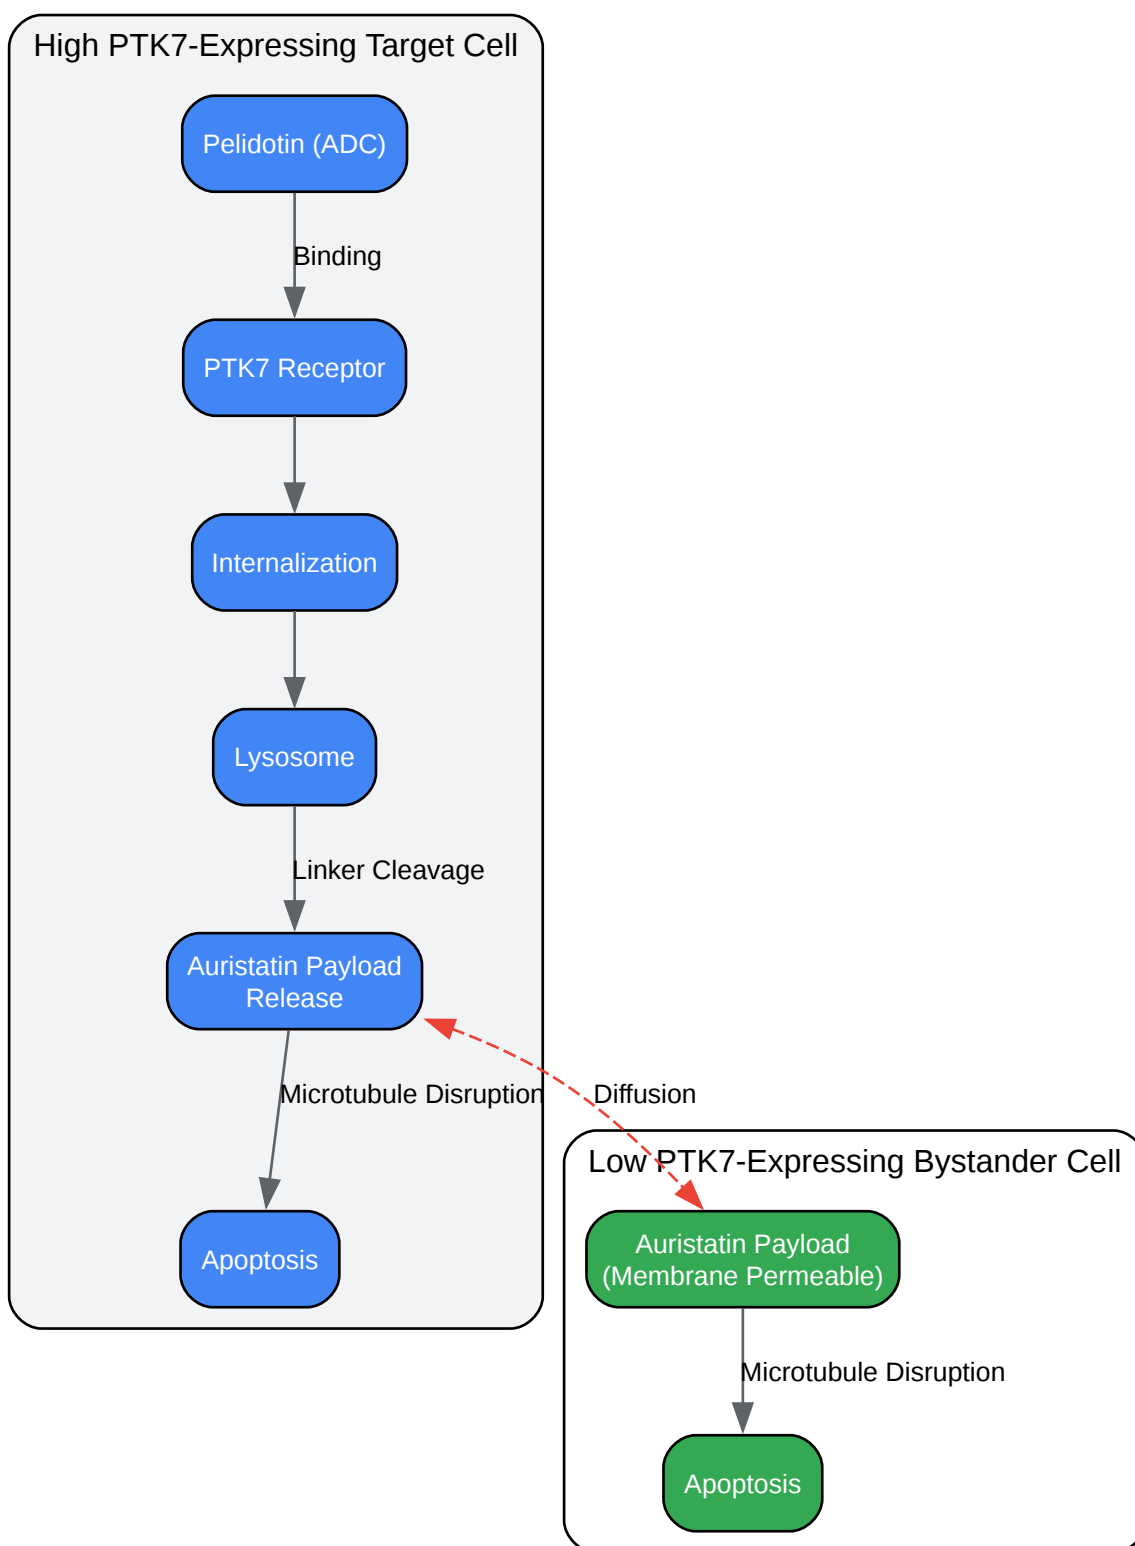 High PTK7-Expressing Target Cell
Pelidotin (ADC)
Binding
PTK7 Receptor
Internalization
Lysosome
Linker Cleavage
Auristatin Payload
Release
Microtubule Disruption
Apoptosis
Diffusion
Low PTK7-Expressing Bystander Cell
Auristatin Payload
(Membrane Permeable)
Microtubule Disruption
Apoptosis